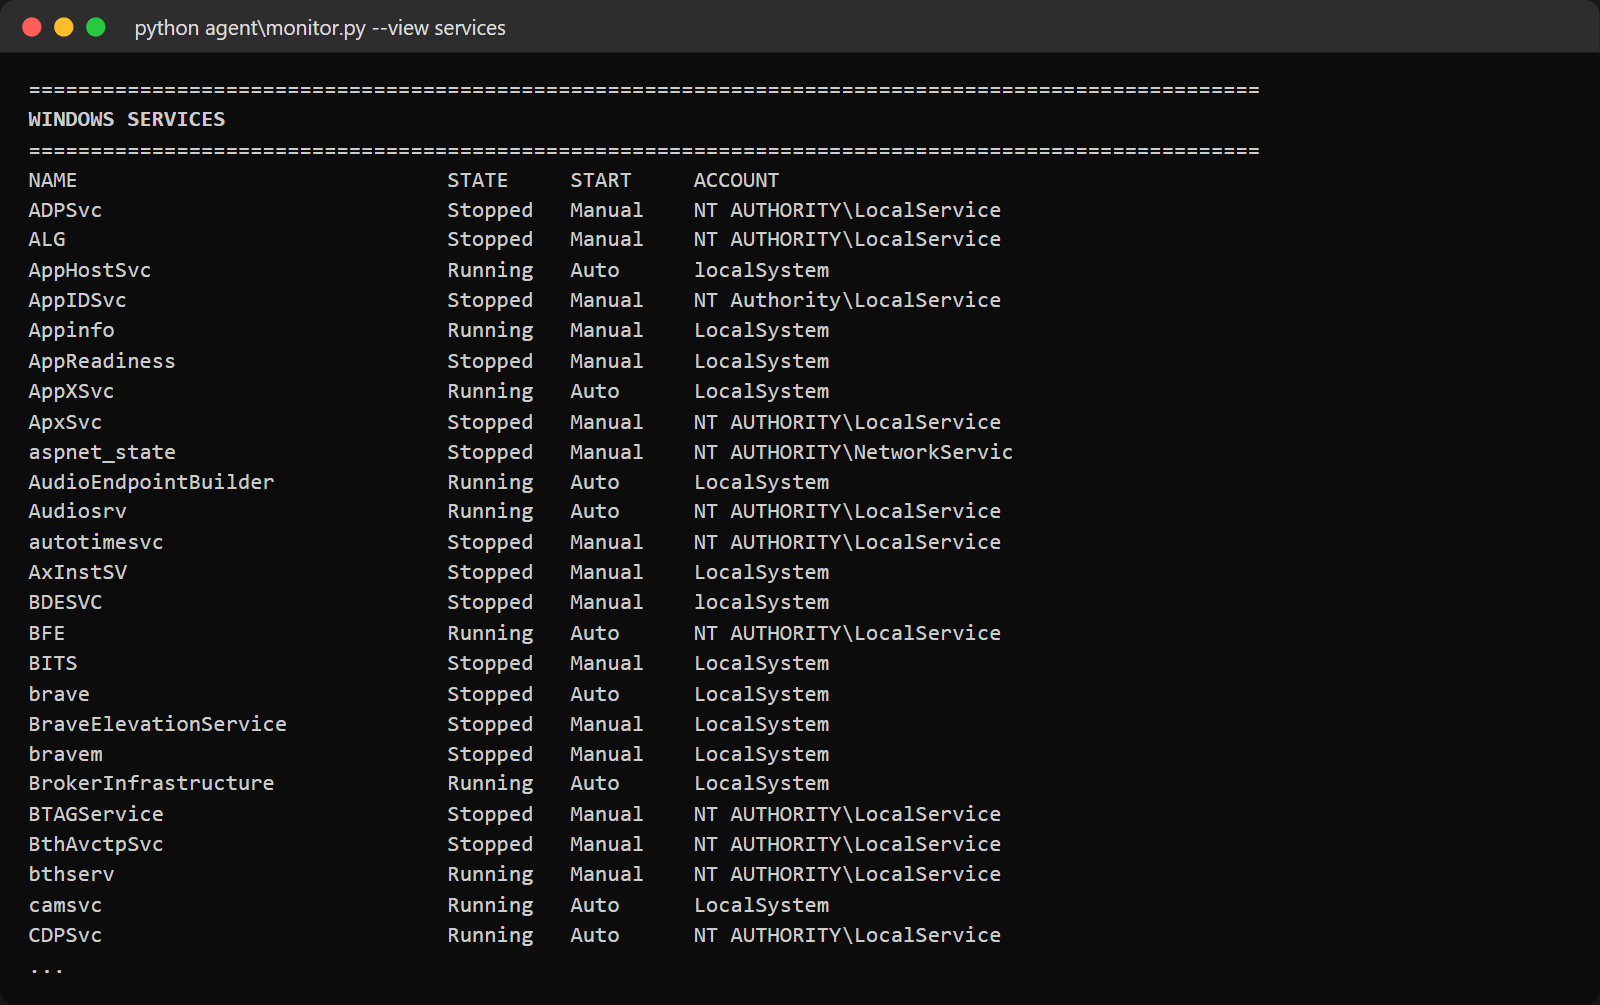 python agent\monitor.py --view services
====================================================================================================
WINDOWS SERVICES
====================================================================================================
NAME                                  STATE     START     ACCOUNT
ADPSvc                                Stopped   Manual    NT AUTHORITY\LocalService
ALG                                   Stopped   Manual    NT AUTHORITY\LocalService
AppHostSvc                            Running   Auto      localSystem
AppIDSvc                              Stopped   Manual    NT Authority\LocalService
Appinfo                               Running   Manual    LocalSystem
AppReadiness                          Stopped   Manual    LocalSystem
AppXSvc                               Running   Auto      LocalSystem
ApxSvc                                Stopped   Manual    NT AUTHORITY\LocalService
aspnet_state                          Stopped   Manual    NT AUTHORITY\NetworkServic
AudioEndpointBuilder                  Running   Auto      LocalSystem
Audiosrv                              Running   Auto      NT AUTHORITY\LocalService
autotimesvc                           Stopped   Manual    NT AUTHORITY\LocalService
AxInstSV                              Stopped   Manual    LocalSystem
BDESVC                                Stopped   Manual    localSystem
BFE                                   Running   Auto      NT AUTHORITY\LocalService
BITS                                  Stopped   Manual    LocalSystem
brave                                 Stopped   Auto      LocalSystem
BraveElevationService                 Stopped   Manual    LocalSystem
bravem                                Stopped   Manual    LocalSystem
BrokerInfrastructure                  Running   Auto      LocalSystem
BTAGService                           Stopped   Manual    NT AUTHORITY\LocalService
BthAvctpSvc                           Stopped   Manual    NT AUTHORITY\LocalService
bthserv                               Running   Manual    NT AUTHORITY\LocalService
camsvc                                Running   Auto      LocalSystem
CDPSvc                                Running   Auto      NT AUTHORITY\LocalService
...